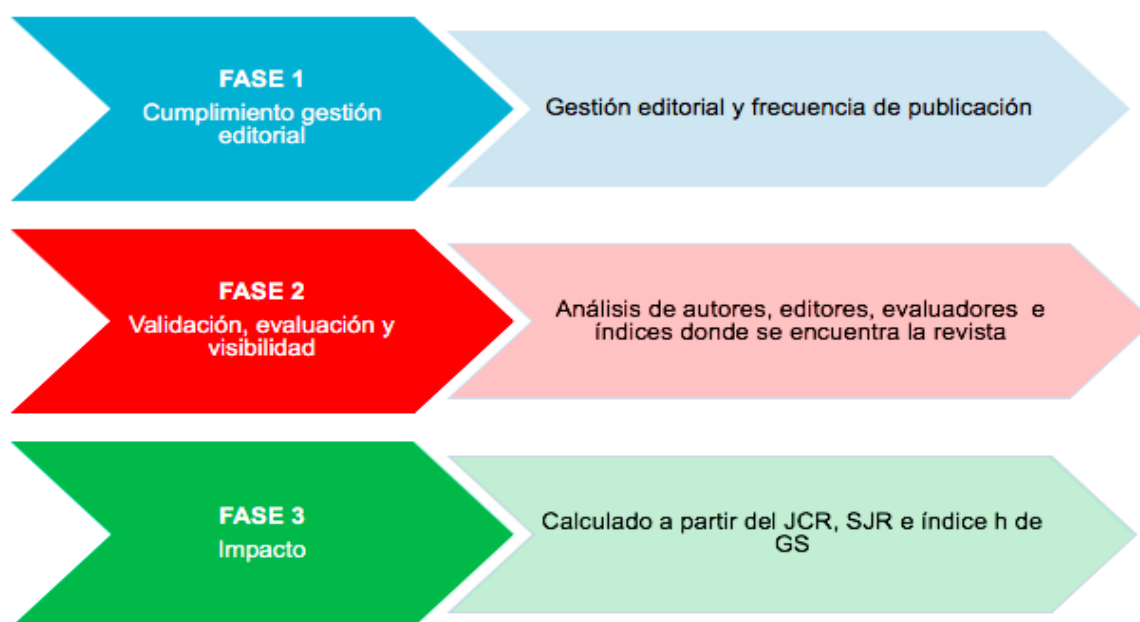 FASE 1
Cumplimiento gestión
editorial
Gestión editorial y frecuencia de publicación
FASE 2
Validación, evaluación y
visibilidad
Análisis de autores, editores, evaluadores e
índices donde se encuentra la revista
FASE 3
Impacto
Calculado a partir del JCR, SJR e índice h de
GS